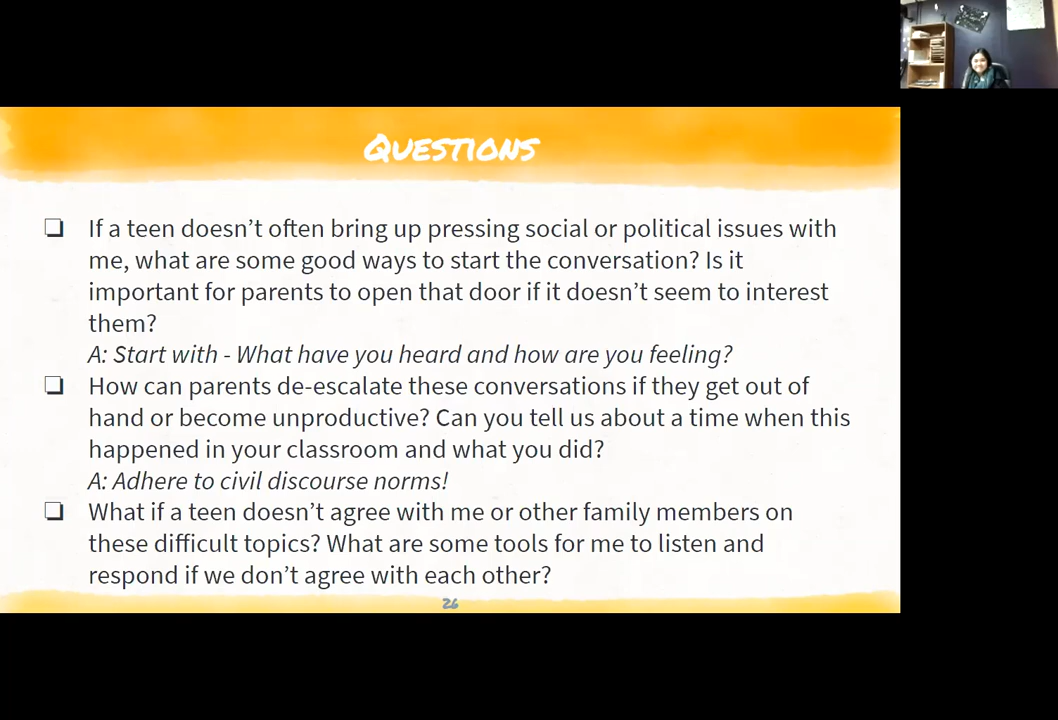 QUESTIONS
❏ If a teen doesn’t often bring up pressing social or political issues with
me, what are some good ways to start the conversation? Is it
important for parents to open that door if it doesn’t seem to interest
them?
A: Start with - What have you heard and how are you feeling?
❏ How can parents de-escalate these conversations if they get out of
hand or become unproductive? Can you tell us about a time when this
happened in your classroom and what you did?
A: Adhere to civil discourse norms!
❏ What if a teen doesn’t agree with me or other family members on
these difficult topics? What are some tools for me to listen and
respond if we don’t agree with each other?
26